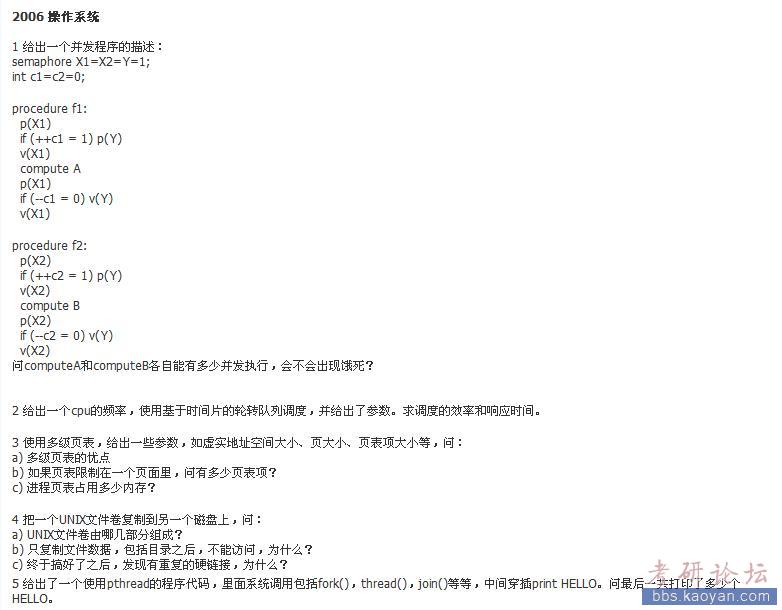 2006 操作系统
1 给出一个并发程序的描述：
semaphore X1=X2=Y=1;
int c1=c2=0;
procedure f1:
p(X1)
if (++c1 = 1) p(Y)
v(X1)
compute A
p(X1)
if (--c1 = 0) v(Y)
v(X1)
procedure f2:
p(X2)
if (++c2 = 1) p(Y)
v(X2)
compute B
p(X2)
if (--c2 = 0) v(Y)
v(X2)
问computeA和computeB各自能有多少并发执行，会不会出现饿死？
2 给出一个cpu的频率，使用基于时间片的轮转队列调度，并给出了参数。求调度的效率和响应时间。
3 使用多级页表，给出一些参数，如虚实地址空间大小、页大小、页表项大小等，问：
a) 多级页表的优点
b) 如果页表限制在一个页面里，问有多少页表项？
c) 进程页表占用多少内存？
4 把一个UNIX文件卷复制到另一个磁盘上，问：
a) UNIX文件卷由哪几部分组成？
b) 只复制文件数据，包括目录之后，不能访问，为什么？
c) 终于搞好了之后，发现有重复的硬链接，为什么？
5 给出了一个使用pthread的程序代码，里面系统调用包括fork()，thread()，join()等等，中间穿插print HELLO。问最后一共打印了多少个
HELLO。
考研论坛
bbs.kaoyan.com